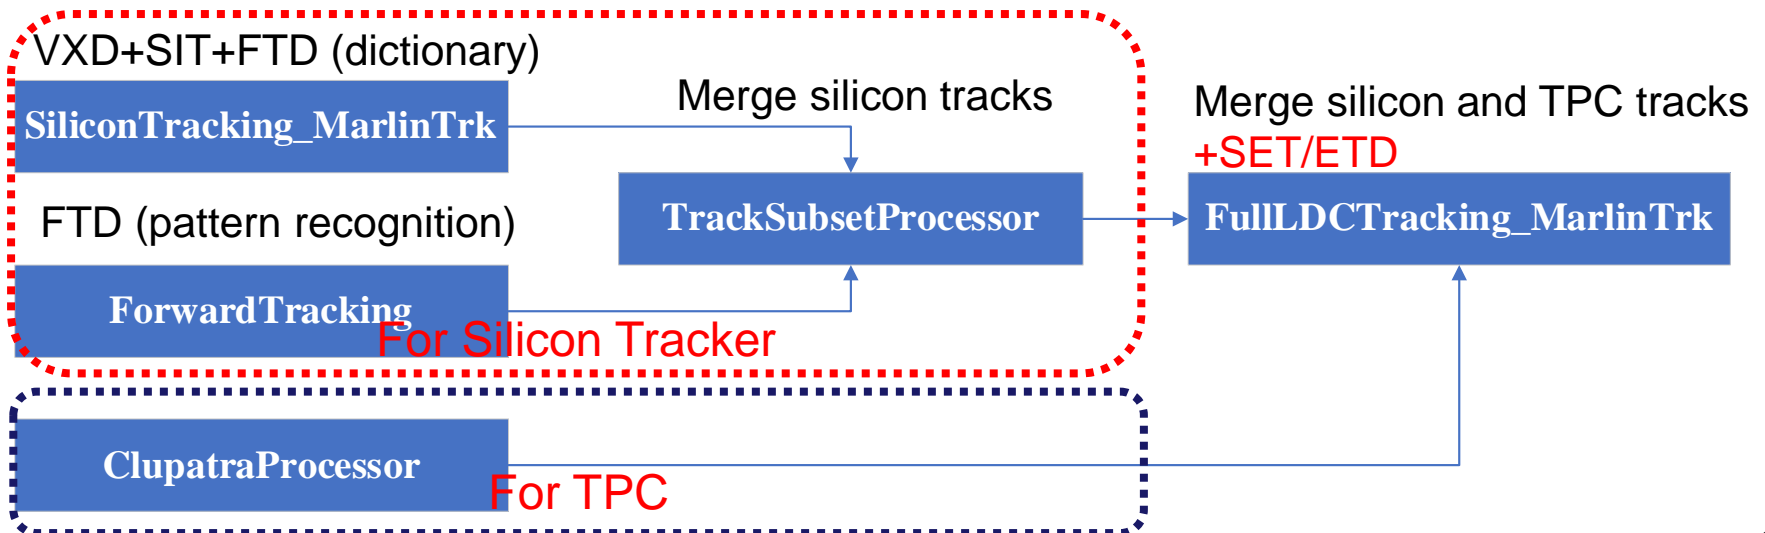 VXD+SIT+FTD (dictionary)
SiliconTracking_MarlinTrk
Merge silicon tracks
Merge silicon and TPC tracks
+SET/ETD
FTD (pattern recognition)
TrackSubsetProcessor
FullLDCTracking_MarlinTrk
ForwardTracking
For Silicon Tracker
ClupatraProcessor
For TPC